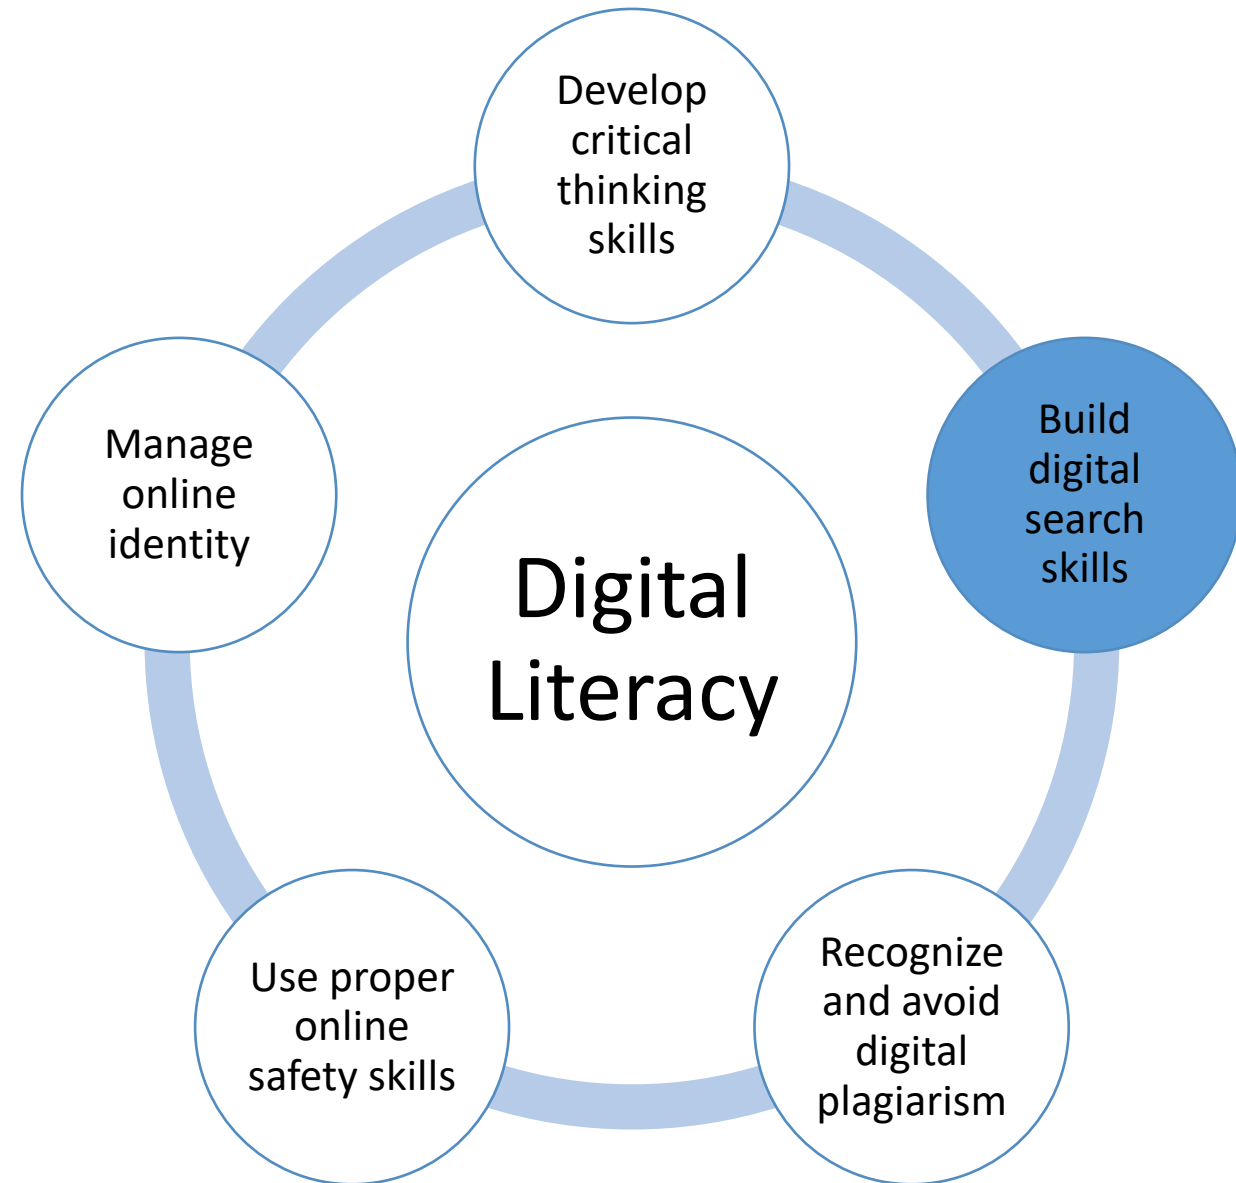 Develop
critical
thinking
skills
Build
digital
search
skills
Recognize
and avoid
digital
plagiarism
Use proper
online
safety skills
Manage
online
identity
Digital
Literacy